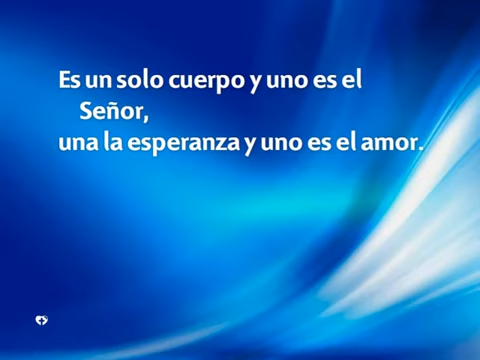 Es un solo cuerpo y uno es el
Señor,
una la esperanza y uno es el amor.